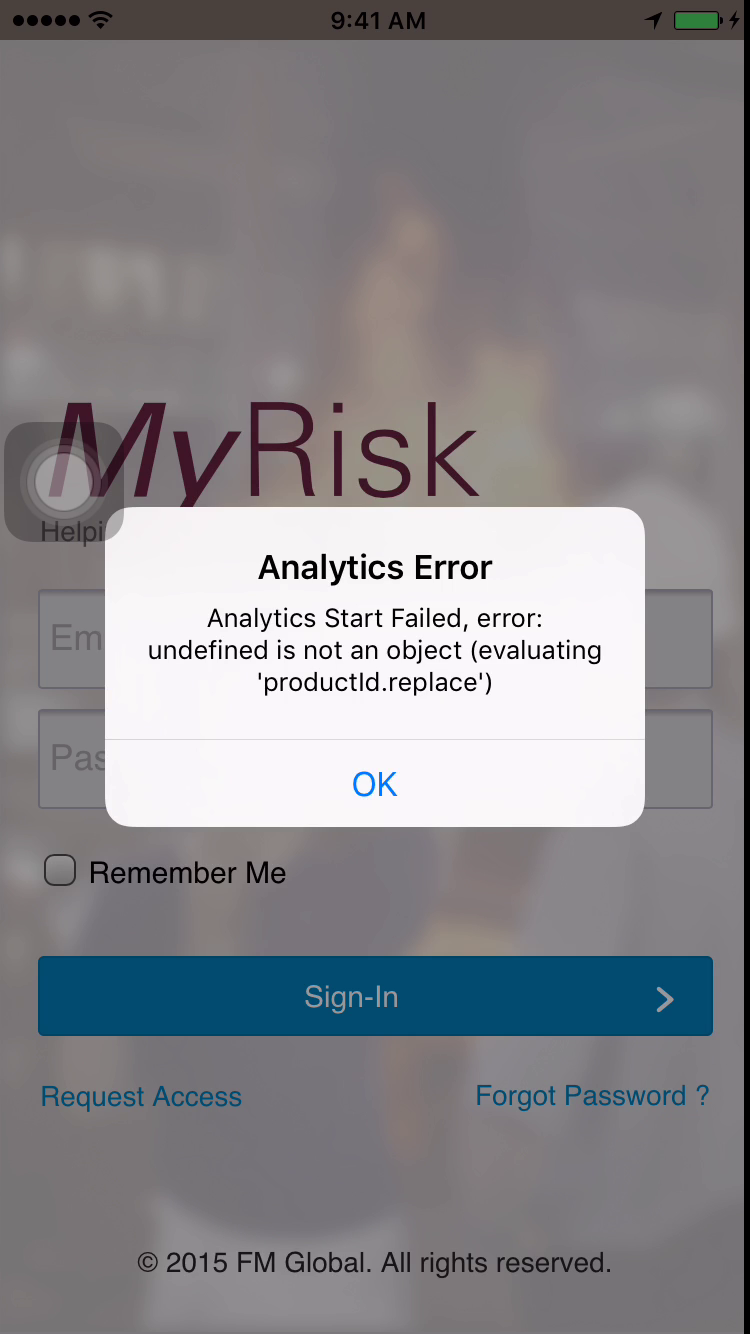 9:41 AM
MyRisk
Helpi
Analytics Error
Analytics Start Failed, error:
undefined is not an object (evaluating
'productId.replace')
Em
Pas
OK
Remember Me
Sign-In
Request Access
Forgot Password ?
© 2015 FM Global. All rights reserved.